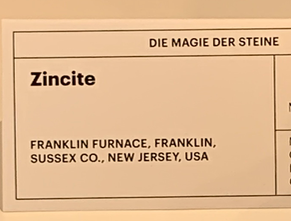 DIE MAGIE DER STEINE
Zincite
FRANKLIN FURNACE, FRANKLIN,
SUSSEX CO., NEW JERSEY, USA